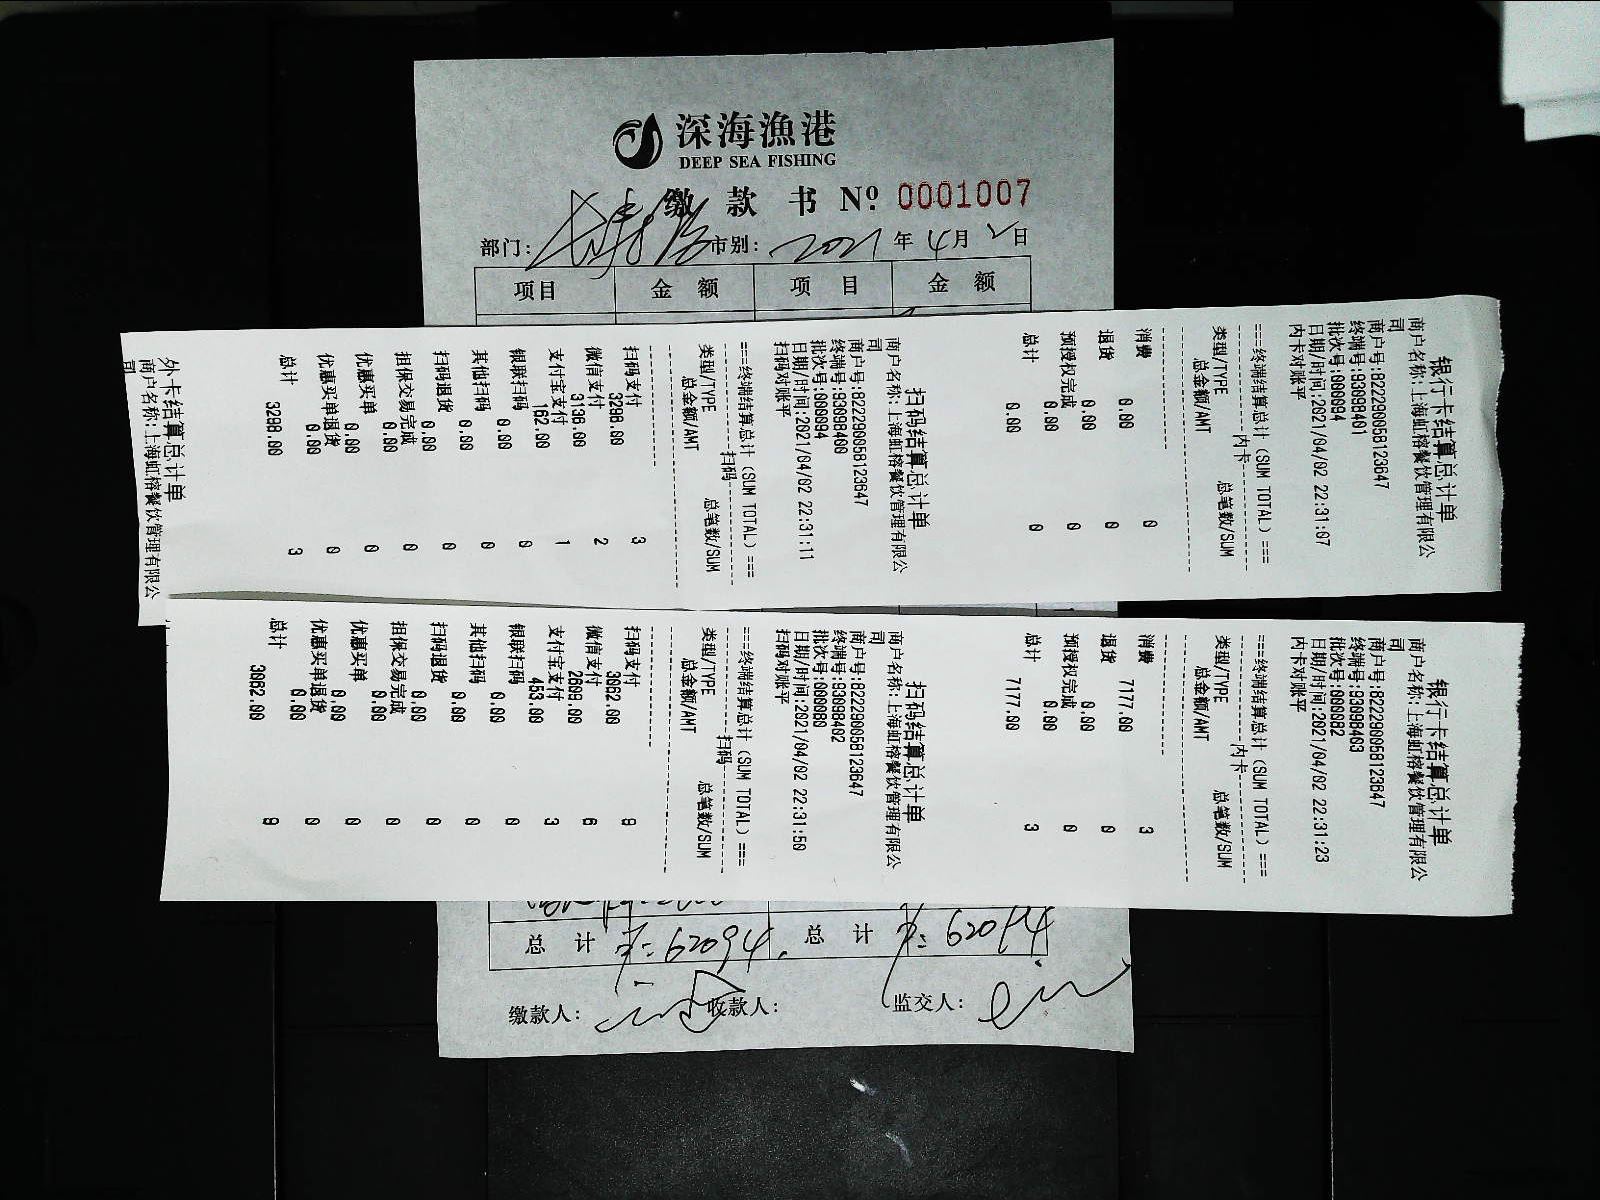 深海漁港
DEEP SEA FISHING
缴款书 Nº 0001007
部门: 市别: 2021年4月2日
项目 金额 项目 金额
银行卡结算总计单
商户名称:上海虹榕餐饮管理有限公
司
商户号:822290058123647
终端号:93098401
批次号:000094
日期/时间:2021/04/02 22:31:07
内卡对账平
===终端结算总计 (SUM TOTAL) ===
内卡
类型/TYPE 总笔数/SUM
总金额/AMT
消费 0
0.00
退货 0
0.00
预授权完成 0
0.00
总计 0
0.00
扫码结算总计单
商户名称:上海虹榕餐饮管理有限公
司
商户号:822290058123647
终端号:93098400
批次号:000094
日期/时间:2021/04/02 22:31:11
扫码对账平
===终端结算总计 (SUM TOTAL) ===
扫码
类型/TYPE 总笔数/SUM
总金额/AMT
扫码支付 3
3298.00
微信支付 2
3136.00
支付宝支付 1
162.00
银联扫码 0
0.00
其他扫码 0
0.00
扫码退货 0
0.00
担保交易完成 0
0.00
优惠买单 0
0.00
优惠买单退货 0
0.00
总计 3
3298.00
外卡结算总计单
商户名称:上海虹榕餐饮管理有限公
司
银行卡结算总计单
商户名称:上海虹榕餐饮管理有限公
司
商户号:822290058123647
终端号:93098403
批次号:000082
日期/时间:2021/04/02 22:31:23
内卡对账平
===终端结算总计 (SUM TOTAL) ===
内卡
类型/TYPE 总笔数/SUM
总金额/AMT
消费 3
7177.00
退货 0
0.00
预授权完成 0
0.00
总计 3
7177.00
扫码结算总计单
商户名称:上海虹榕餐饮管理有限公
司
商户号:822290058123647
终端号:93098402
批次号:000080
日期/时间:2021/04/02 22:31:50
扫码对账平
===终端结算总计 (SUM TOTAL) ===
扫码
类型/TYPE 总笔数/SUM
总金额/AMT
扫码支付 9
3062.00
微信支付 6
2609.00
支付宝支付 3
453.00
银联扫码 0
0.00
其他扫码 0
0.00
扫码退货 0
0.00
担保交易完成 0
0.00
优惠买单 0
0.00
优惠买单退货 0
0.00
总计 9
3062.00
总计 62094 总计 62094
缴款人: 收款人: 监交人: